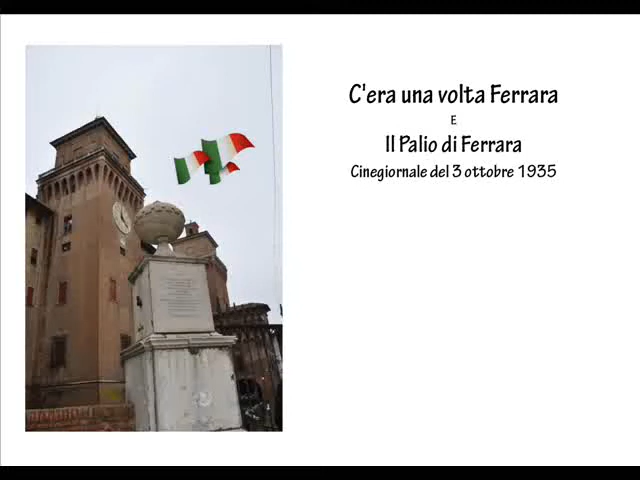 C'era una volta Ferrara
E
Il Palio di Ferrara
Cinegiornale del 3 ottobre 1935